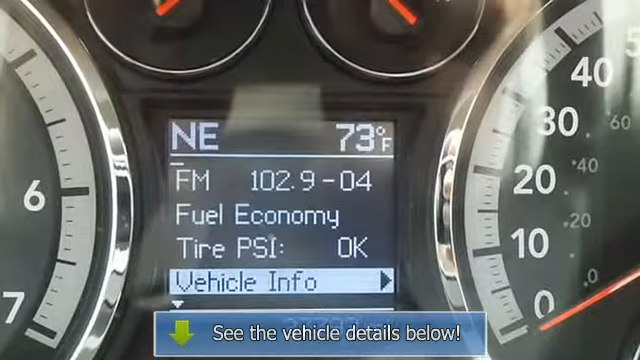 NE 73°F
FM 102.9-04
Fuel Economy
Tire PSI: OK
Vehicle Info
6
7
40
30
20
10
0
60
40
20
0
See the vehicle details below!